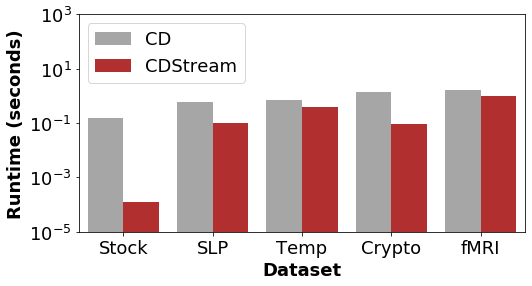 Runtime (seconds)
10³
10¹
10⁻¹
10⁻³
10⁻⁵
CD
CDStream
Stock SLP Temp Crypto fMRI
Dataset